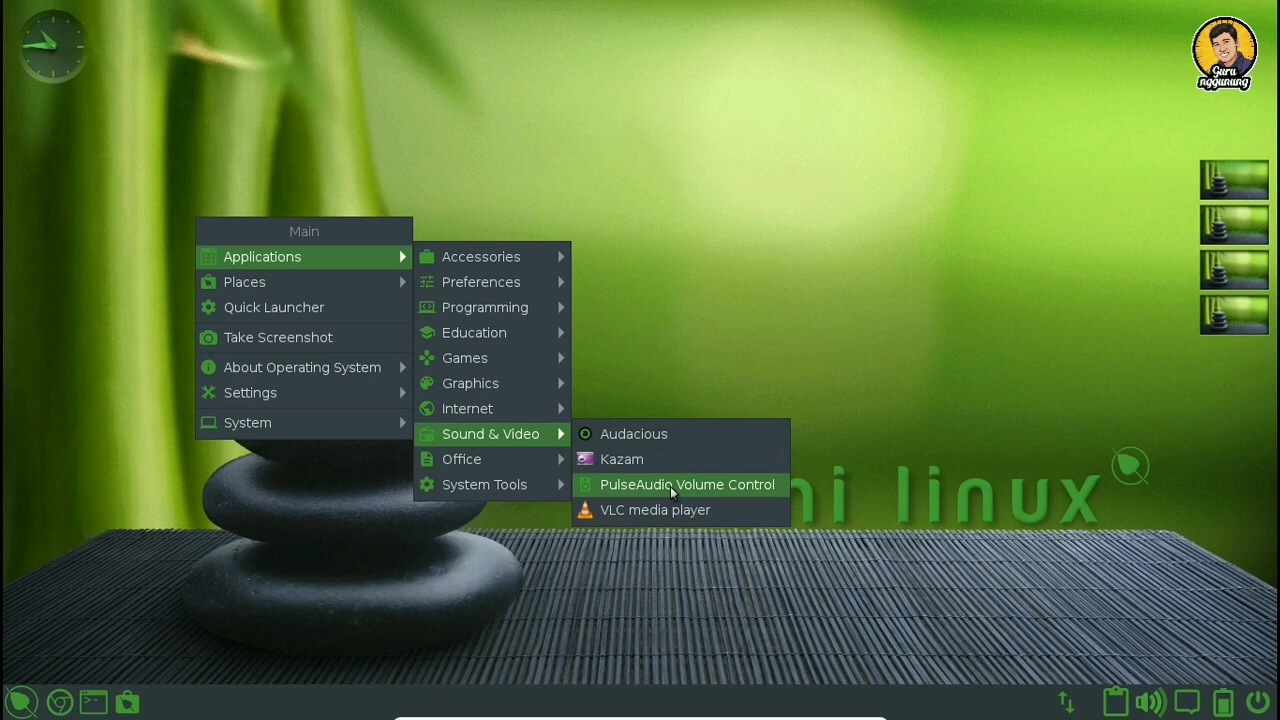 Guru
nggunung
Main
Applications
Places
Quick Launcher
Take Screenshot
About Operating System
Settings
System
Accessories
Preferences
Programming
Education
Games
Graphics
Internet
Sound & Video
Office
System Tools
Audacious
Kazam
PulseAudio Volume Control
VLC media player
linux